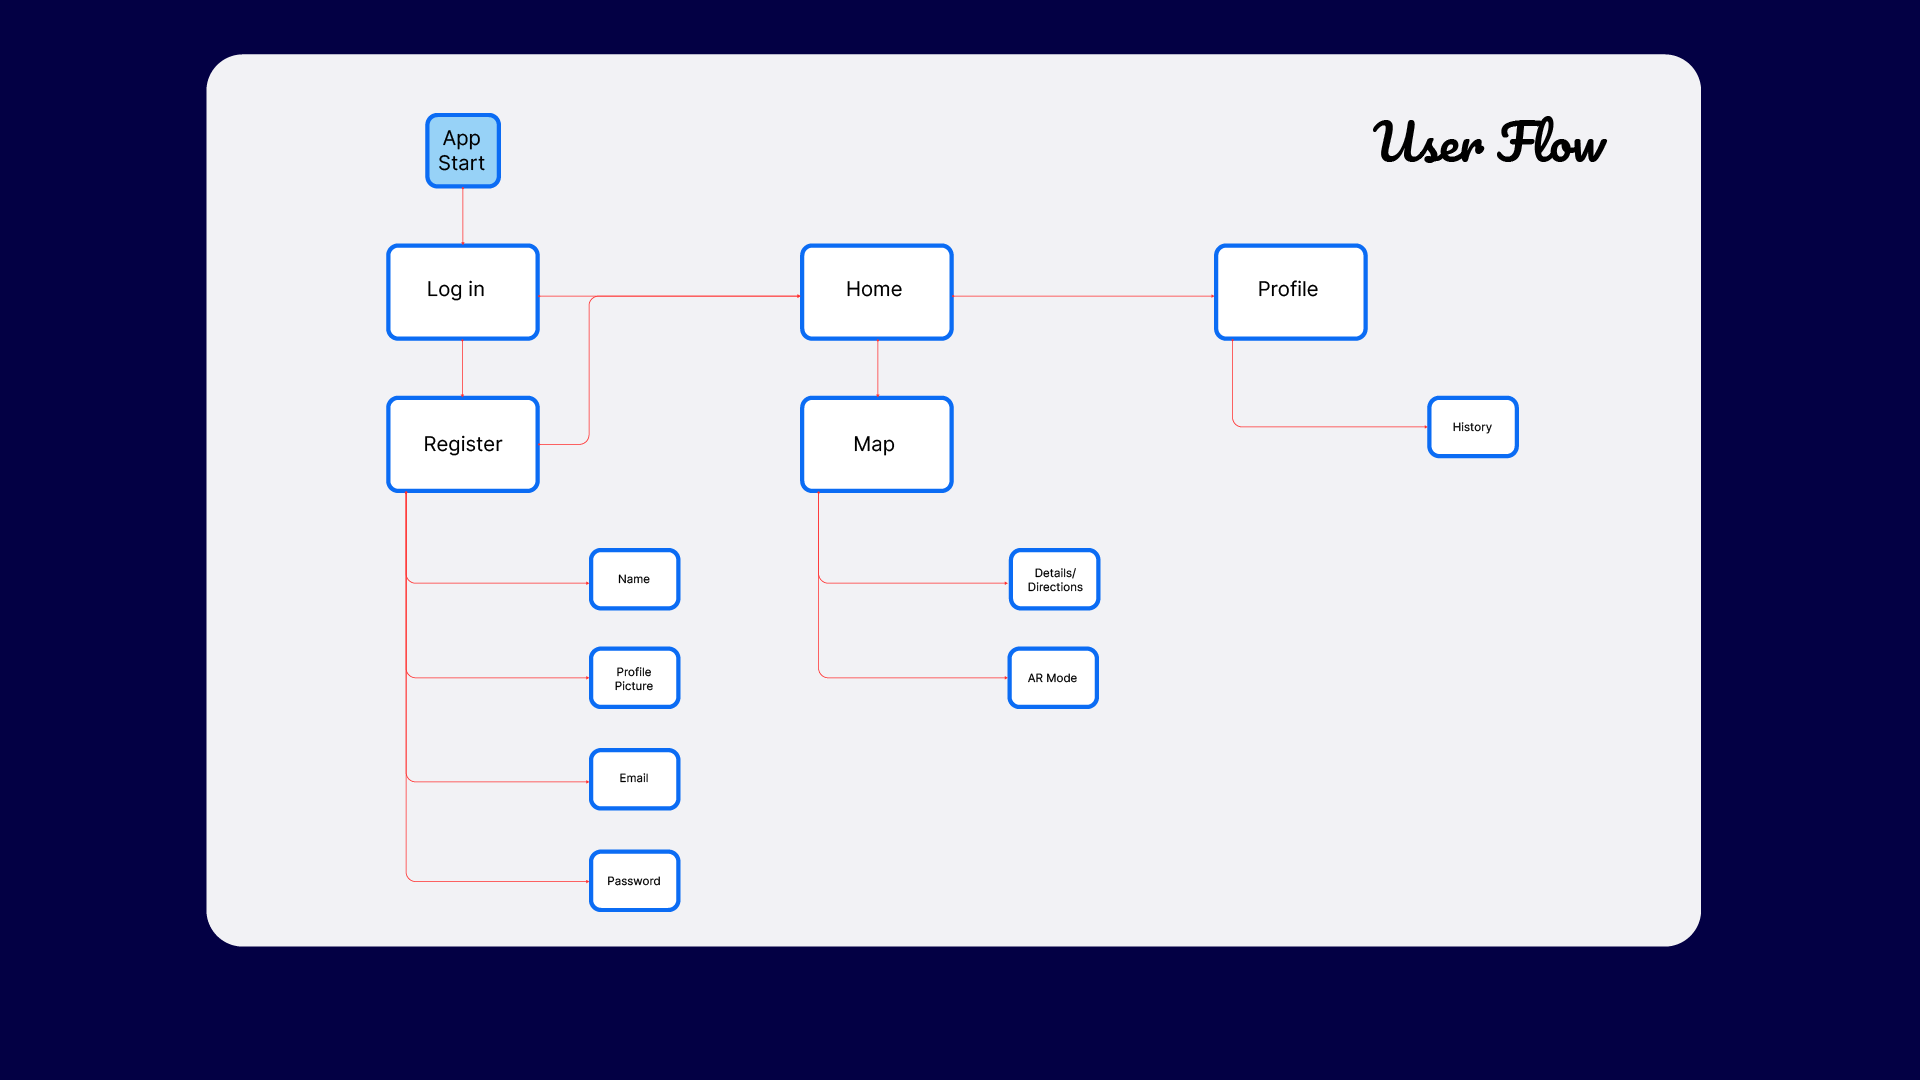 User Flow
App
Start
Log in
Home
Profile
Register
Map
History
Name
Details/
Directions
Profile
Picture
AR Mode
Email
Password